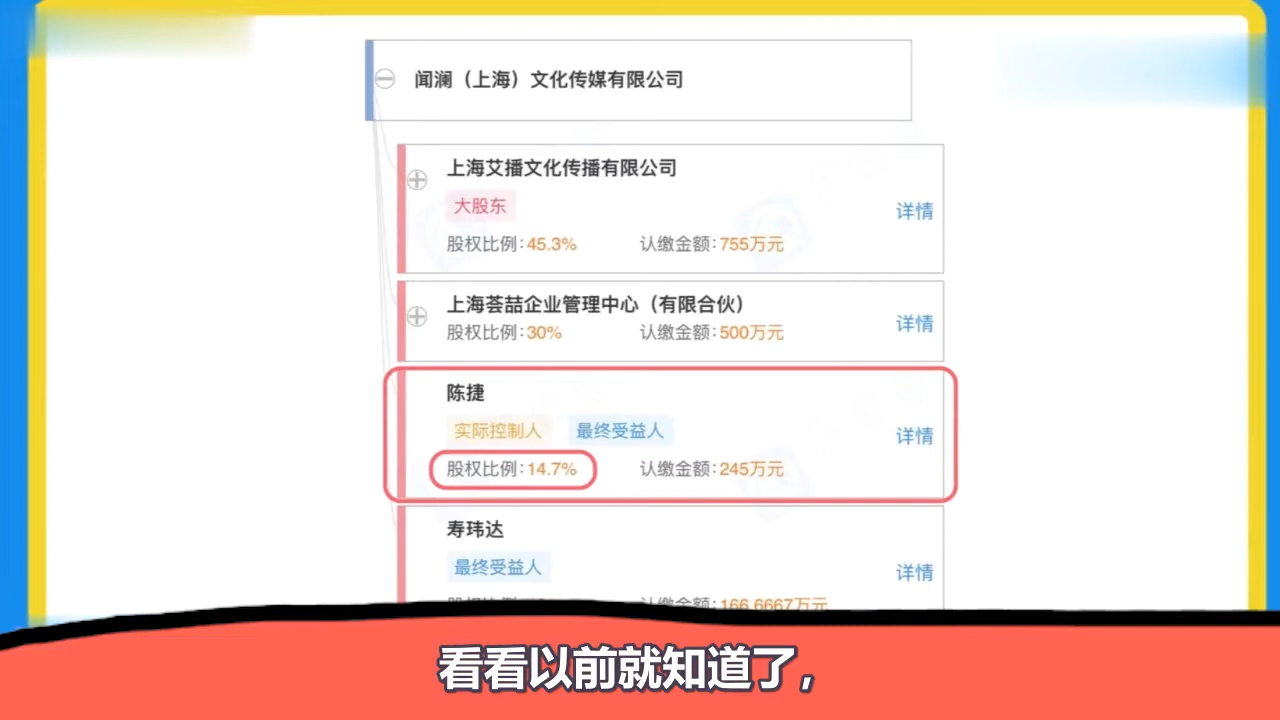 闻澜（上海）文化传媒有限公司
上海艾播文化传播有限公司
大股东
详情
股权比例：45.3% 认缴金额：755万元
上海荟喆企业管理中心（有限合伙）
股权比例：30% 认缴金额：500万元
详情
陈捷
实际控制人 最终受益人
详情
股权比例：14.7% 认缴金额：245万元
寿玮达
最终受益人
详情
认缴金额：166.6667万元
看看以前就知道了，